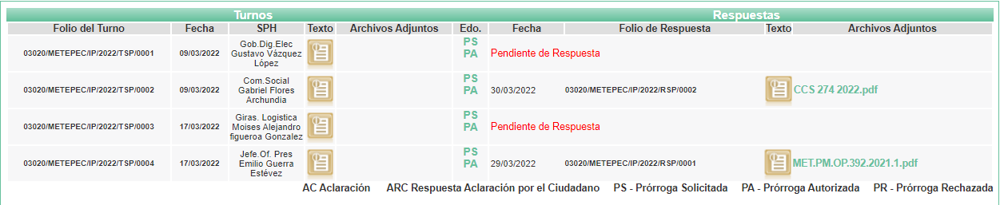 Turnos Respuestas
Folio del Turno Fecha SPH Texto Archivos Adjuntos Edo. Fecha Folio de Respuesta Texto Archivos Adjuntos
03020/METEPEC/IP/2022/TSP/0001 09/03/2022 Gob.Dig.Elec Gustavo Vázquez López PS PA Pendiente de Respuesta
03020/METEPEC/IP/2022/TSP/0002 09/03/2022 Com.Social Gabriel Flores Archundia PS PA 30/03/2022 03020/METEPEC/IP/2022/RSP/0002 CCS 274 2022.pdf
03020/METEPEC/IP/2022/TSP/0003 17/03/2022 Giras. Logistica Moises Alejandro figueroa Gonzalez PS PA Pendiente de Respuesta
03020/METEPEC/IP/2022/TSP/0004 17/03/2022 Jefe.Of. Pres Emilio Guerra Estévez PS PA 29/03/2022 03020/METEPEC/IP/2022/RSP/0001 MET.PM.OP.392.2021.1.pdf
AC Aclaración ARC Respuesta Aclaración por el Ciudadano PS - Prórroga Solicitada PA - Prórroga Autorizada PR - Prórroga Rechazada